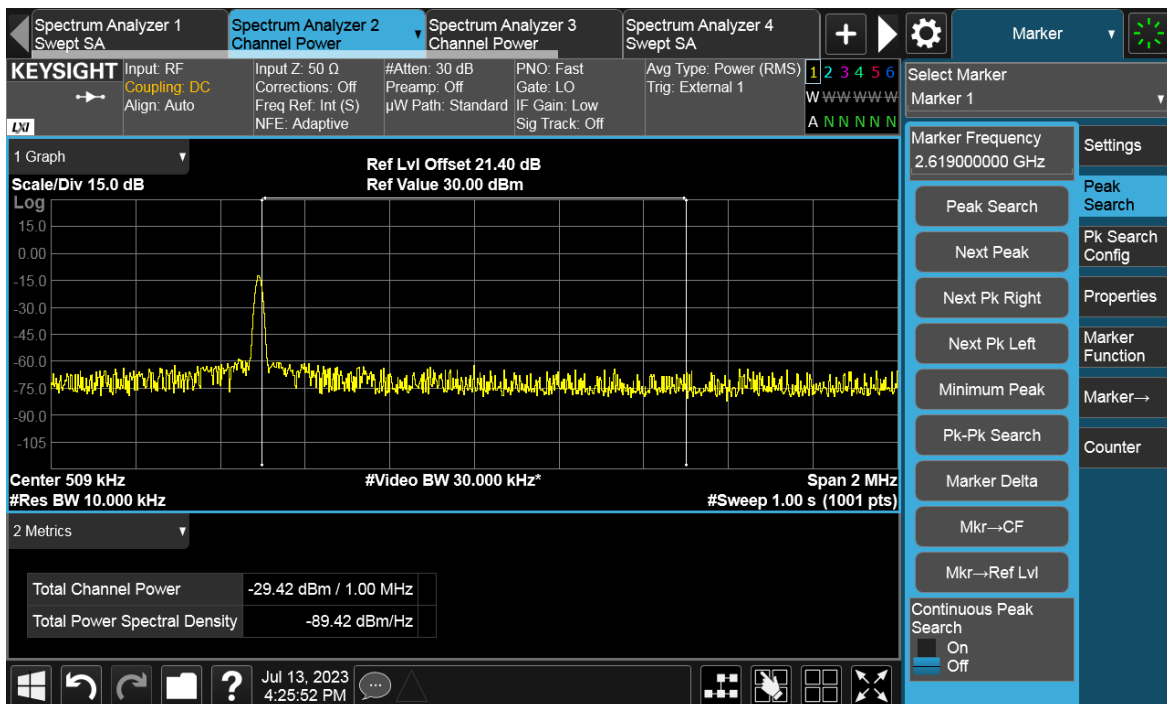 Spectrum Analyzer 1
Swept SA
Spectrum Analyzer 2
Channel Power
Spectrum Analyzer 3
Channel Power
Spectrum Analyzer 4
Swept SA
+
Marker
KEYSIGHT
LXI
Input: RF
Coupling: DC
Align: Auto
Input Z: 50 Ω
Corrections: Off
Freq Ref: Int (S)
NFE: Adaptive
#Atten: 30 dB
Preamp: Off
µW Path: Standard
PNO: Fast
Gate: LO
IF Gain: Low
Sig Track: Off
Avg Type: Power (RMS)
Trig: External 1
1 2 3 4 5 6
W W W W W W
A N N N N N
Select Marker
Marker 1
1 Graph
Scale/Div 15.0 dB
Ref Lvl Offset 21.40 dB
Ref Value 30.00 dBm
Log
15.0
0.00
-15.0
-30.0
-45.0
-60.0
-75.0
-90.0
-105
Center 509 kHz
#Res BW 10.000 kHz
#Video BW 30.000 kHz*
Span 2 MHz
#Sweep 1.00 s (1001 pts)
2 Metrics
Total Channel Power -29.42 dBm / 1.00 MHz
Total Power Spectral Density -89.42 dBm/Hz
Marker Frequency
2.619000000 GHz
Peak Search
Next Peak
Next Pk Right
Next Pk Left
Minimum Peak
Pk-Pk Search
Marker Delta
Mkr→CF
Mkr→Ref Lvl
Continuous Peak
Search
On
Off
Settings
Peak
Search
Pk Search
Config
Properties
Marker
Function
Marker→
Counter
?
Jul 13, 2023
4:25:52 PM